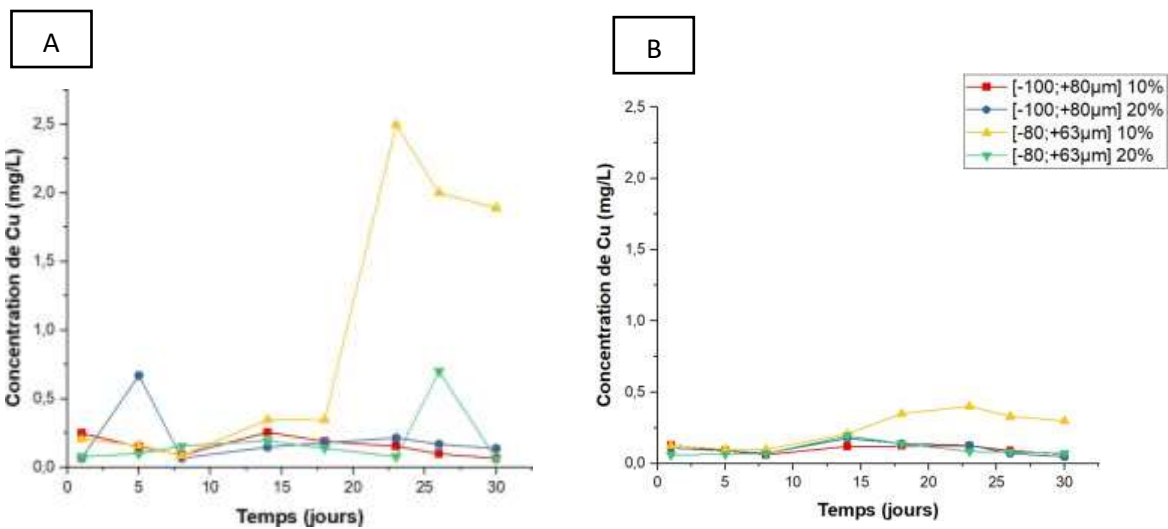 A
B
Concentration de Cu (mg/L)
2,5
2,0
1,5
1,0
0,5
0,0
0 5 10 15 20 25 30
Temps (jours)
[-100;+80µm] 10%
[-100;+80µm] 20%
[-80;+63µm] 10%
[-80;+63µm] 20%
Concentration de Cu (mg/L)
2,5
2,0
1,5
1,0
0,5
0,0
0 5 10 15 20 25 30
Temps (jours)